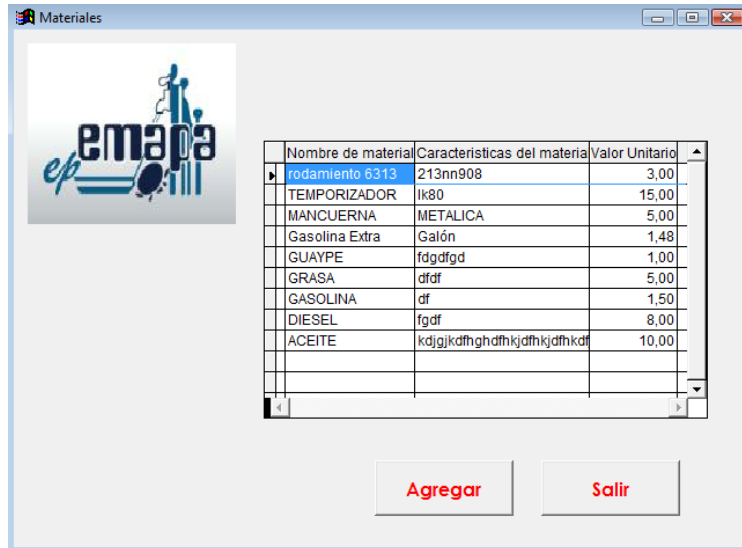 Materiales
emapa
ep
Nombre de material Caracteristicas del materia Valor Unitario
rodamiento 6313 213nn908 3,00
TEMPORIZADOR lk80 15,00
MANCUERNA METALICA 5,00
Gasolina Extra Galón 1,48
GUAYPE fdgdfgd 1,00
GRASA dfdf 5,00
GASOLINA df 1,50
DIESEL fgdf 8,00
ACEITE kdjgjkdfhghdfhkjdfhkjdfhkdf 10,00
Agregar Salir